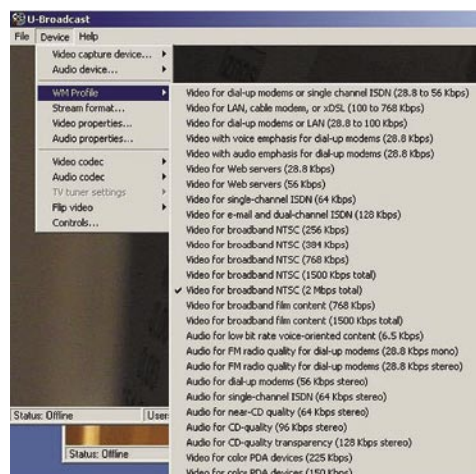 U-Broadcast
File Device Help
Video capture device...
Audio device...
WM Profile
Stream format...
Video properties...
Audio properties...
Video codec
Audio codec
TV tuner settings
Flip video
Controls...
Video for dial-up modems or single channel ISDN (28.8 to 56 Kbps)
Video for LAN, cable modem, or xDSL (100 to 768 Kbps)
Video for dial-up modems or LAN (28.8 to 100 Kbps)
Video with voice emphasis for dial-up modems (28.8 Kbps)
Video with audio emphasis for dial-up modems (28.8 Kbps)
Video for Web servers (28.8 Kbps)
Video for Web servers (56 Kbps)
Video for single-channel ISDN (64 Kbps)
Video for e-mail and dual-channel ISDN (128 Kbps)
Video for broadband NTSC (256 Kbps)
Video for broadband NTSC (384 Kbps)
Video for broadband NTSC (768 Kbps)
Video for broadband NTSC (1500 Kbps total)
Video for broadband NTSC (2 Mbps total)
Video for broadband film content (768 Kbps)
Video for broadband film content (1500 Kbps total)
Audio for low bit rate voice-oriented content (6.5 Kbps)
Audio for FM radio quality for dial-up modems (28.8 Kbps mono)
Audio for FM radio quality for dial-up modems (28.8 Kbps stereo)
Audio for dial-up modems (56 Kbps stereo)
Audio for single-channel ISDN (64 Kbps stereo)
Audio for near-CD quality (64 Kbps stereo)
Audio for CD-quality (96 Kbps stereo)
Audio for CD-quality transparency (128 Kbps stereo)
Video for color PDA devices (225 Kbps)
Video for color PDA devices (150 Kbps)
Status: Offline
User:
Status: Offline